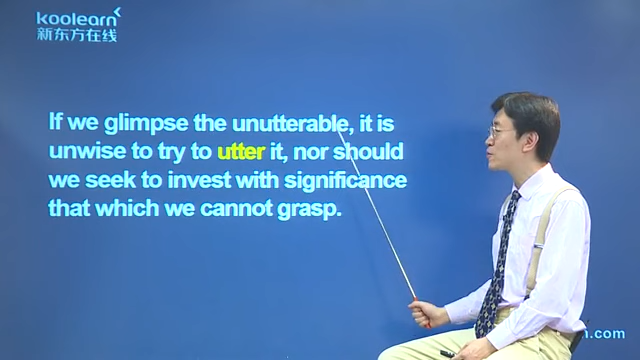 koolearn
新东方在线
If we glimpse the unutterable, it is
unwise to try to utter it, nor should
we seek to invest with significance
that which we cannot grasp.
.com